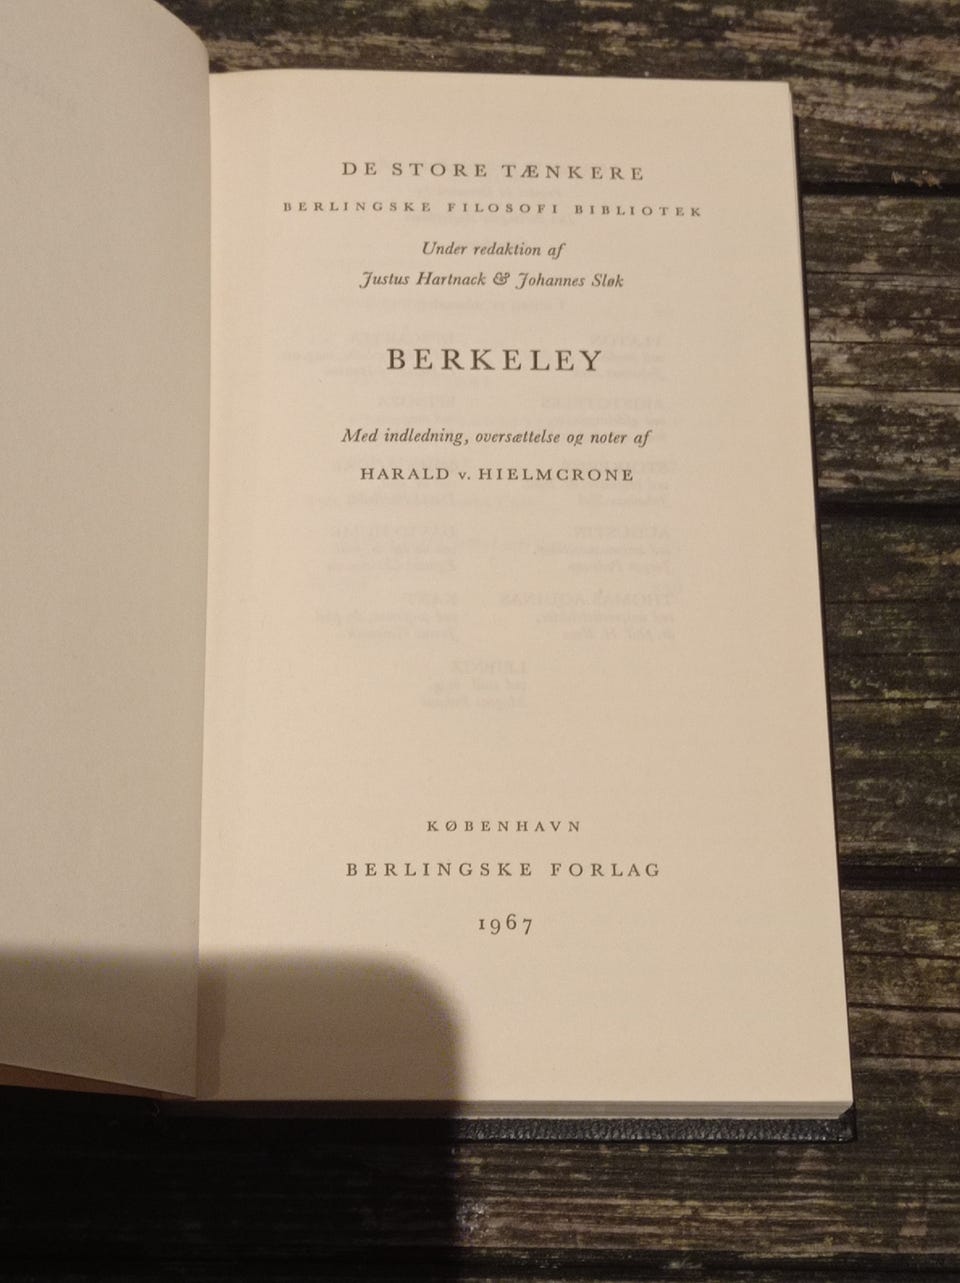 DE STORE TÆNKERE
BERLINGSKE FILOSOFI BIBLIOTEK
Under redaktion af
Justus Hartnack & Johannes Sløk
BERKELEY
Med indledning, oversættelse og noter af
HARALD v. HIELMCRONE
KØBENHAVN
BERLINGSKE FORLAG
1967